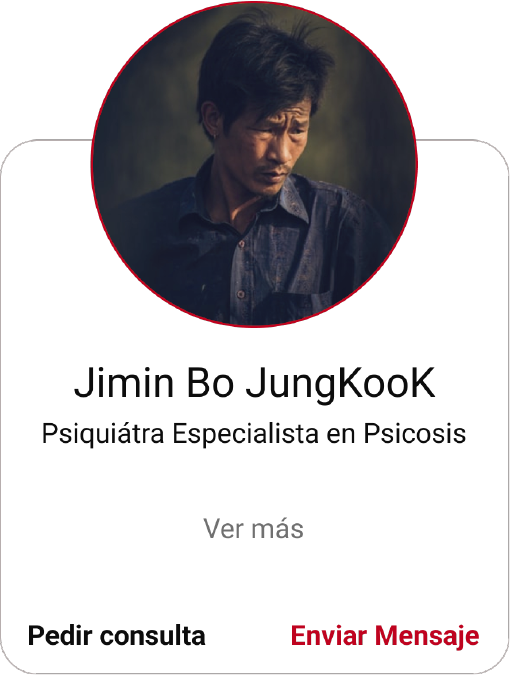 Jimin Bo JungKooK
Psiquiátra Especialista en Psicosis
Ver más
Pedir consulta
Enviar Mensaje